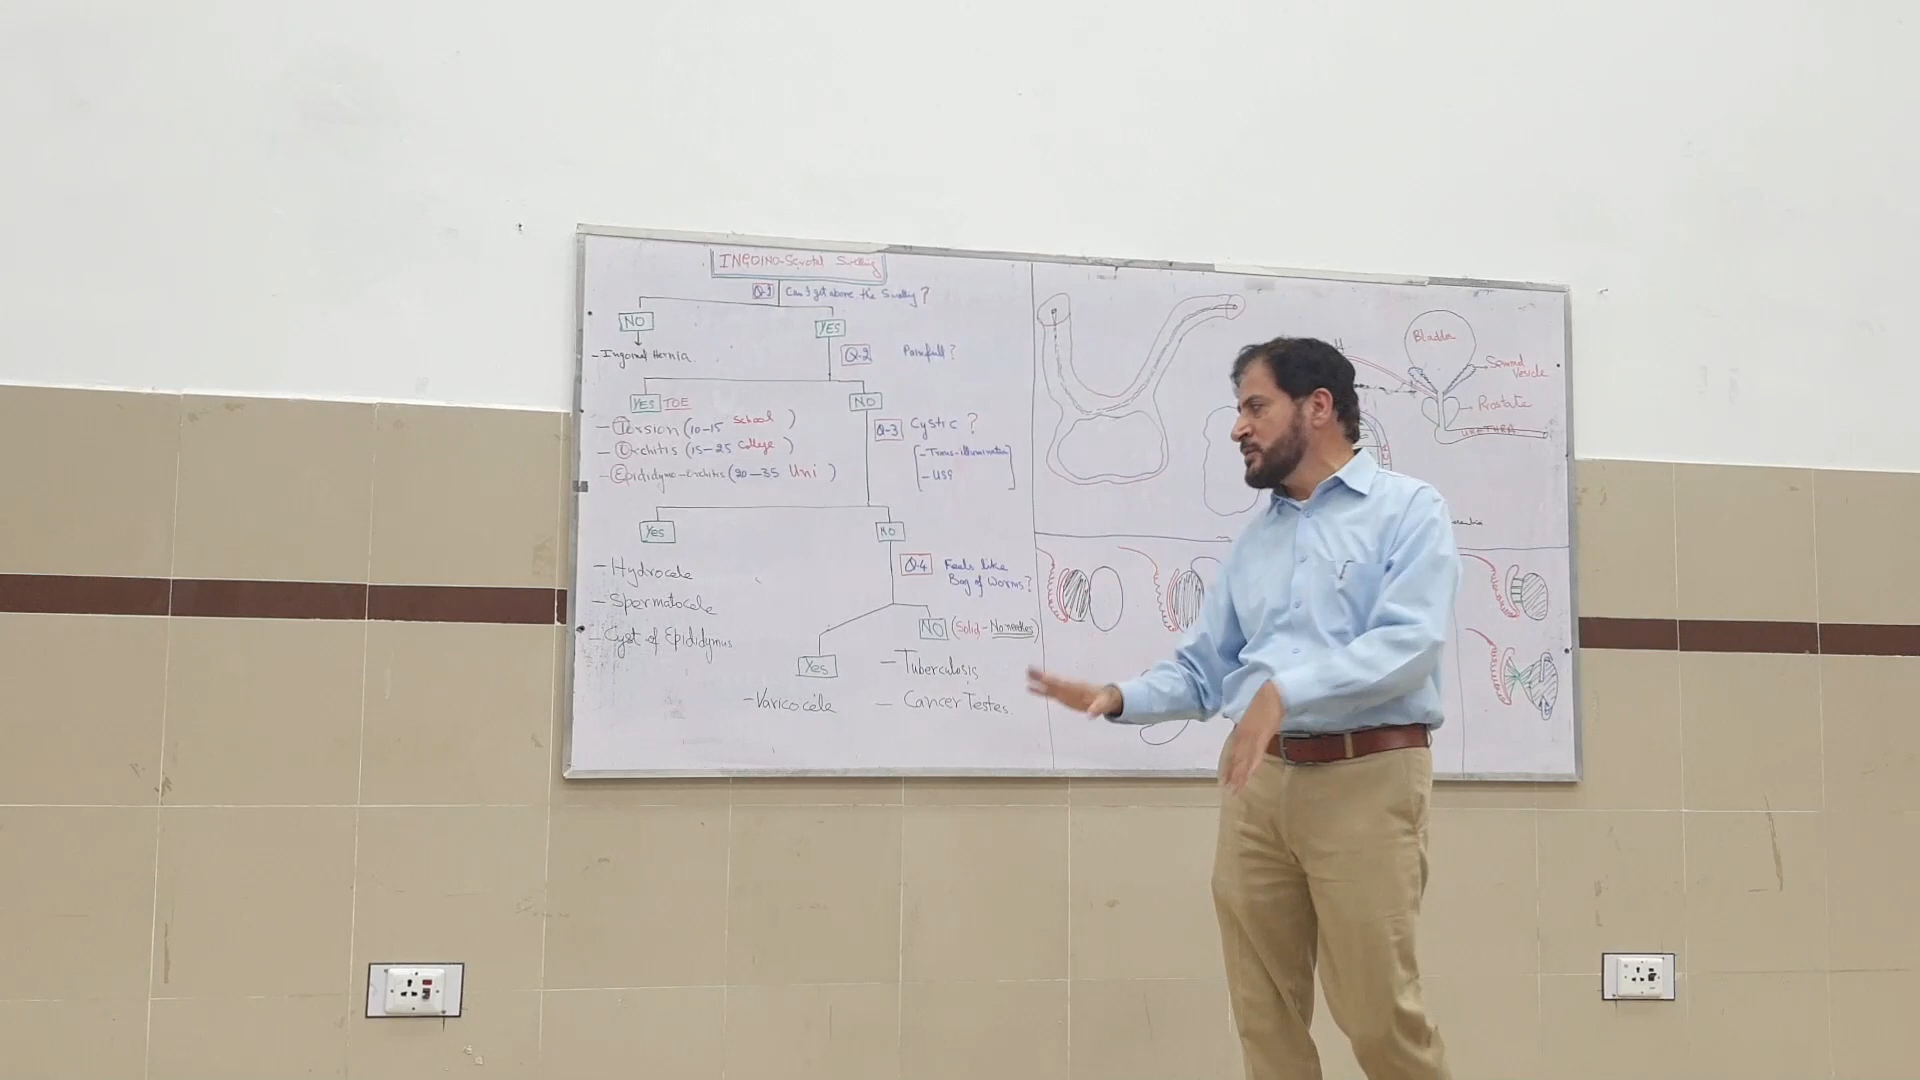 INGUINO-Scrotal Swelling
Q-1 Can I get above the Swelling?
NO
YES
- Inguinal Hernia
Q-2 Painfull?
YES TOE
NO
- Torsion (10-15 School)
- Orchitis (15-25 College)
- Epididymo-Orchitis (20-35 Uni)
Q-3 Cystic?
- Trans-illumination
- USS
Yes
NO
- Hydrocele
- Spermatocele
- Cyst of Epididymus
Q-4 Feels like
Bag of Worms?
NO (Solid - No needles)
Yes
- Tuberculosis
- Varicocele
- Cancer Testes
Bladder
Seminal
Vesicle
Prostate
URETHRA